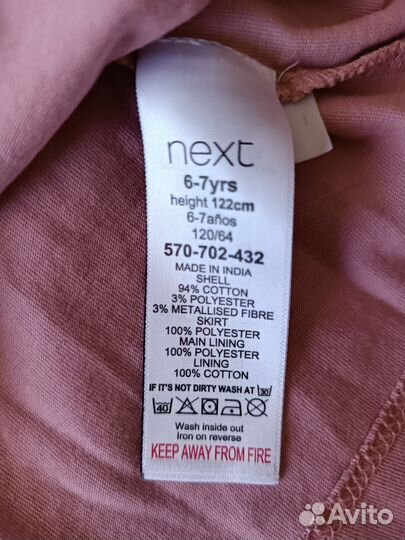 next
6-7yrs
height 122cm
6-7años
120/64
570-702-432
MADE IN INDIA
SHELL
94% COTTON
3% POLYESTER
3% METALLISED FIBRE
SKIRT
100% POLYESTER
MAIN LINING
100% POLYESTER
LINING
100% COTTON
IF IT'S NOT DIRTY WASH AT 30
40
Wash inside out
Iron on reverse
KEEP AWAY FROM FIRE
Avito